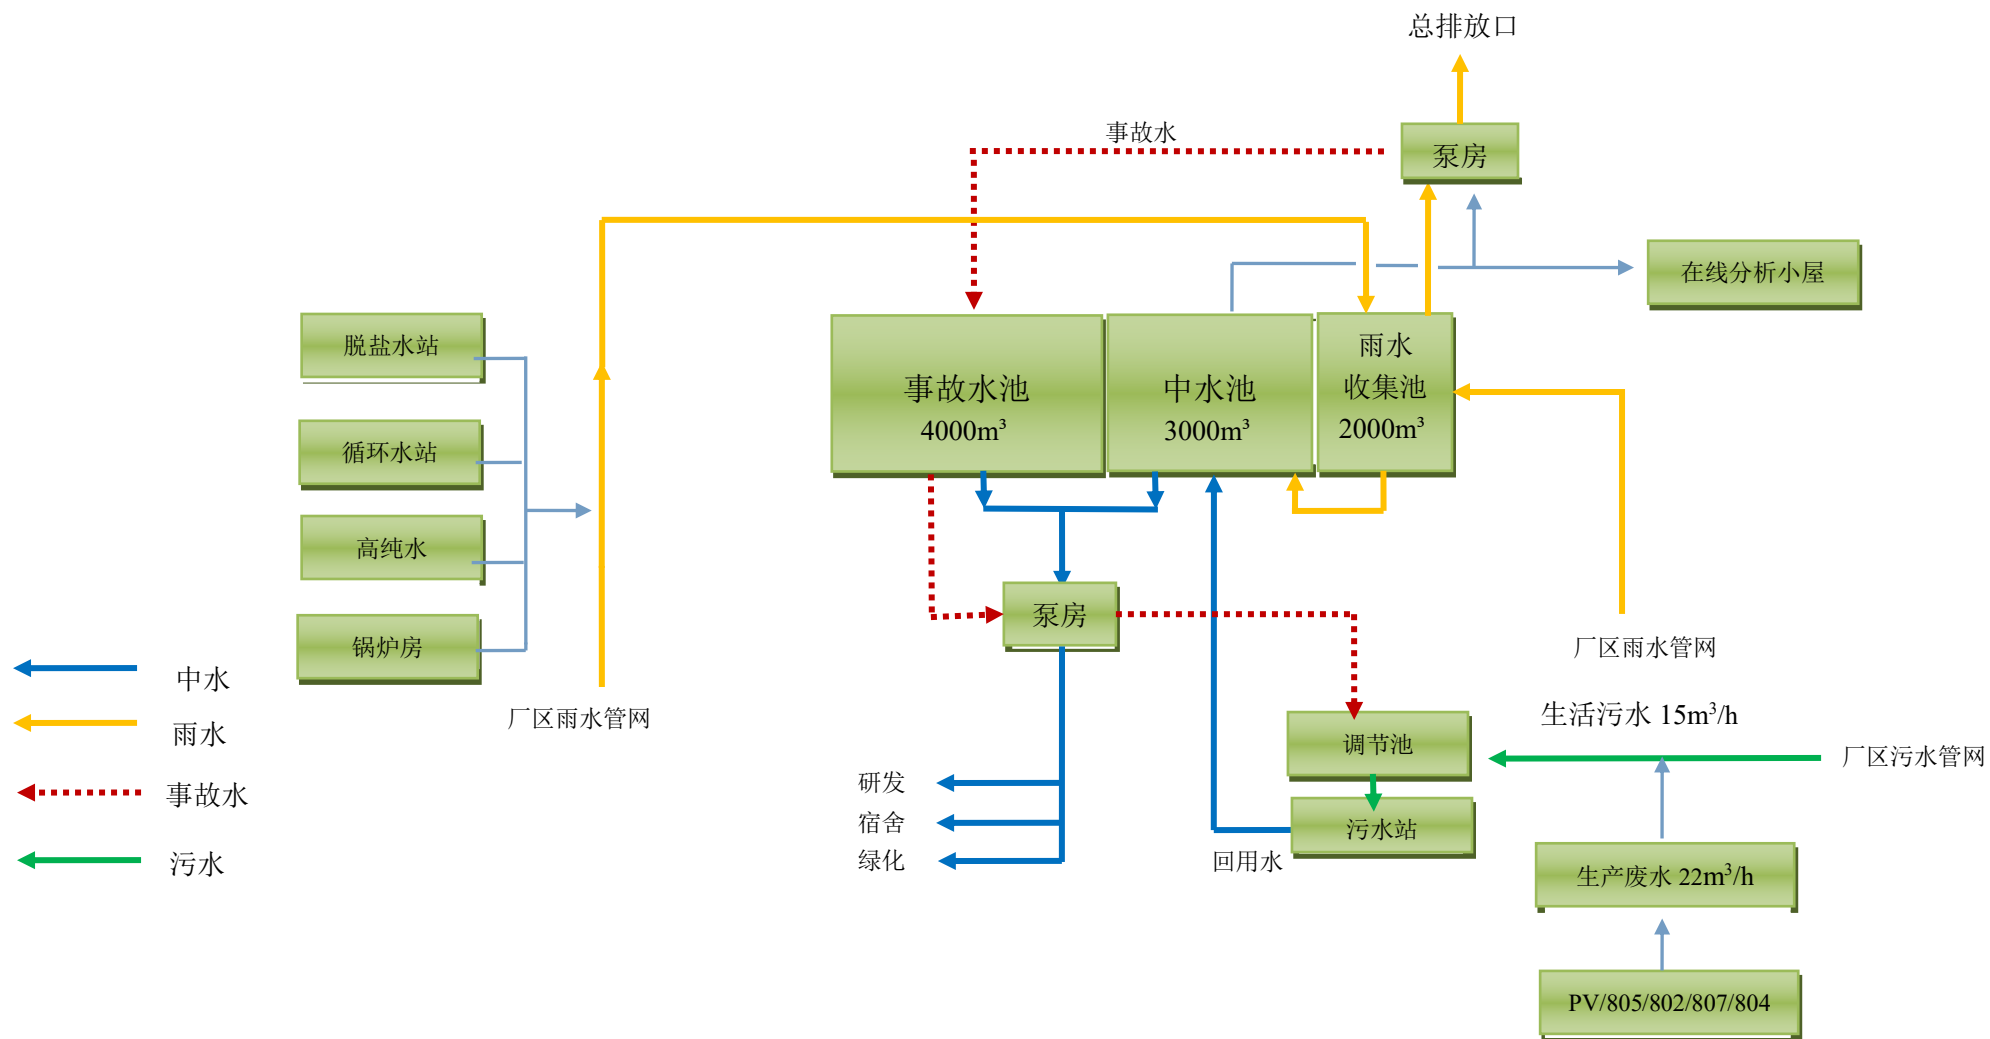 总排放口
事故水
泵房
在线分析小屋
脱盐水站
循环水站
高纯水
锅炉房
事故水池
4000m³
中水池
3000m³
雨水
收集池
2000m³
泵房
厂区雨水管网
中水
雨水
事故水
污水
厂区雨水管网
生活污水 15m³/h
调节池
厂区污水管网
研发
宿舍
绿化
污水站
回用水
生产废水 22m³/h
PV/805/802/807/804